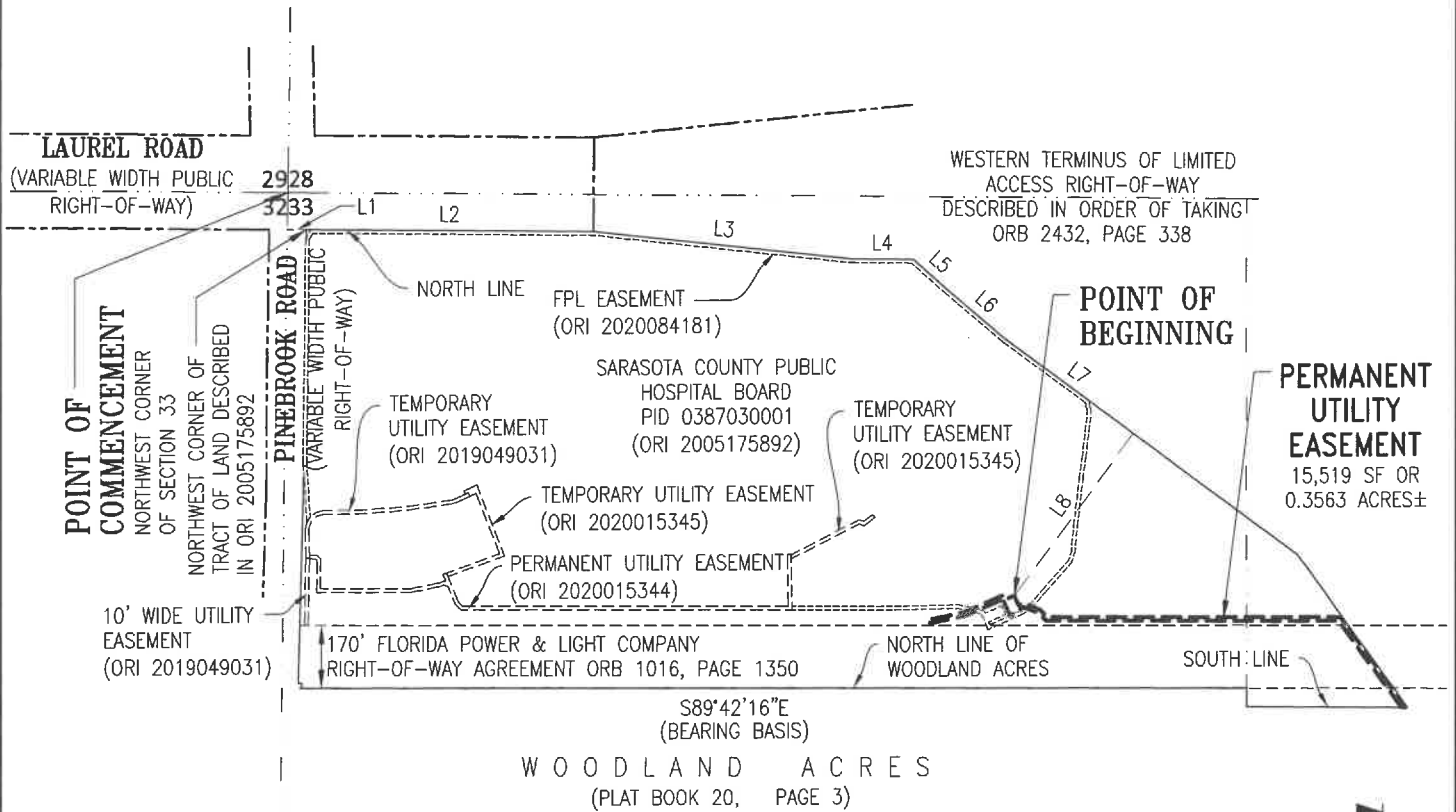 LAUREL ROAD
(VARIABLE WIDTH PUBLIC
RIGHT-OF-WAY)
2928
3233
L1
L2
L3
L4
L5
L6
L7
L8
WESTERN TERMINUS OF LIMITED
ACCESS RIGHT-OF-WAY
DESCRIBED IN ORDER OF TAKING
ORB 2432, PAGE 338
POINT OF
COMMENCEMENT
NORTHWEST CORNER
OF SECTION 33
NORTHWEST CORNER OF
TRACT OF LAND DESCRIBED
IN ORI 2005175892
PINEBROOK ROAD
(VARIABLE WIDTH PUBLIC
RIGHT-OF-WAY)
NORTH LINE
FPL EASEMENT
(ORI 2020084181)
POINT OF
BEGINNING
SARASOTA COUNTY PUBLIC
HOSPITAL BOARD
PID 0387030001
(ORI 2005175892)
PERMANENT
UTILITY
EASEMENT
15,519 SF OR
0.3563 ACRES±
TEMPORARY
UTILITY EASEMENT
(ORI 2019049031)
TEMPORARY
UTILITY EASEMENT
(ORI 2020015345)
TEMPORARY UTILITY EASEMENT
(ORI 2020015345)
PERMANENT UTILITY EASEMENT
(ORI 2020015344)
10' WIDE UTILITY
EASEMENT
(ORI 2019049031)
170' FLORIDA POWER & LIGHT COMPANY
RIGHT-OF-WAY AGREEMENT ORB 1016, PAGE 1350
NORTH LINE OF
WOODLAND ACRES
SOUTH LINE
S89°42'16"E
(BEARING BASIS)
WOODLAND ACRES
(PLAT BOOK 20, PAGE 3)